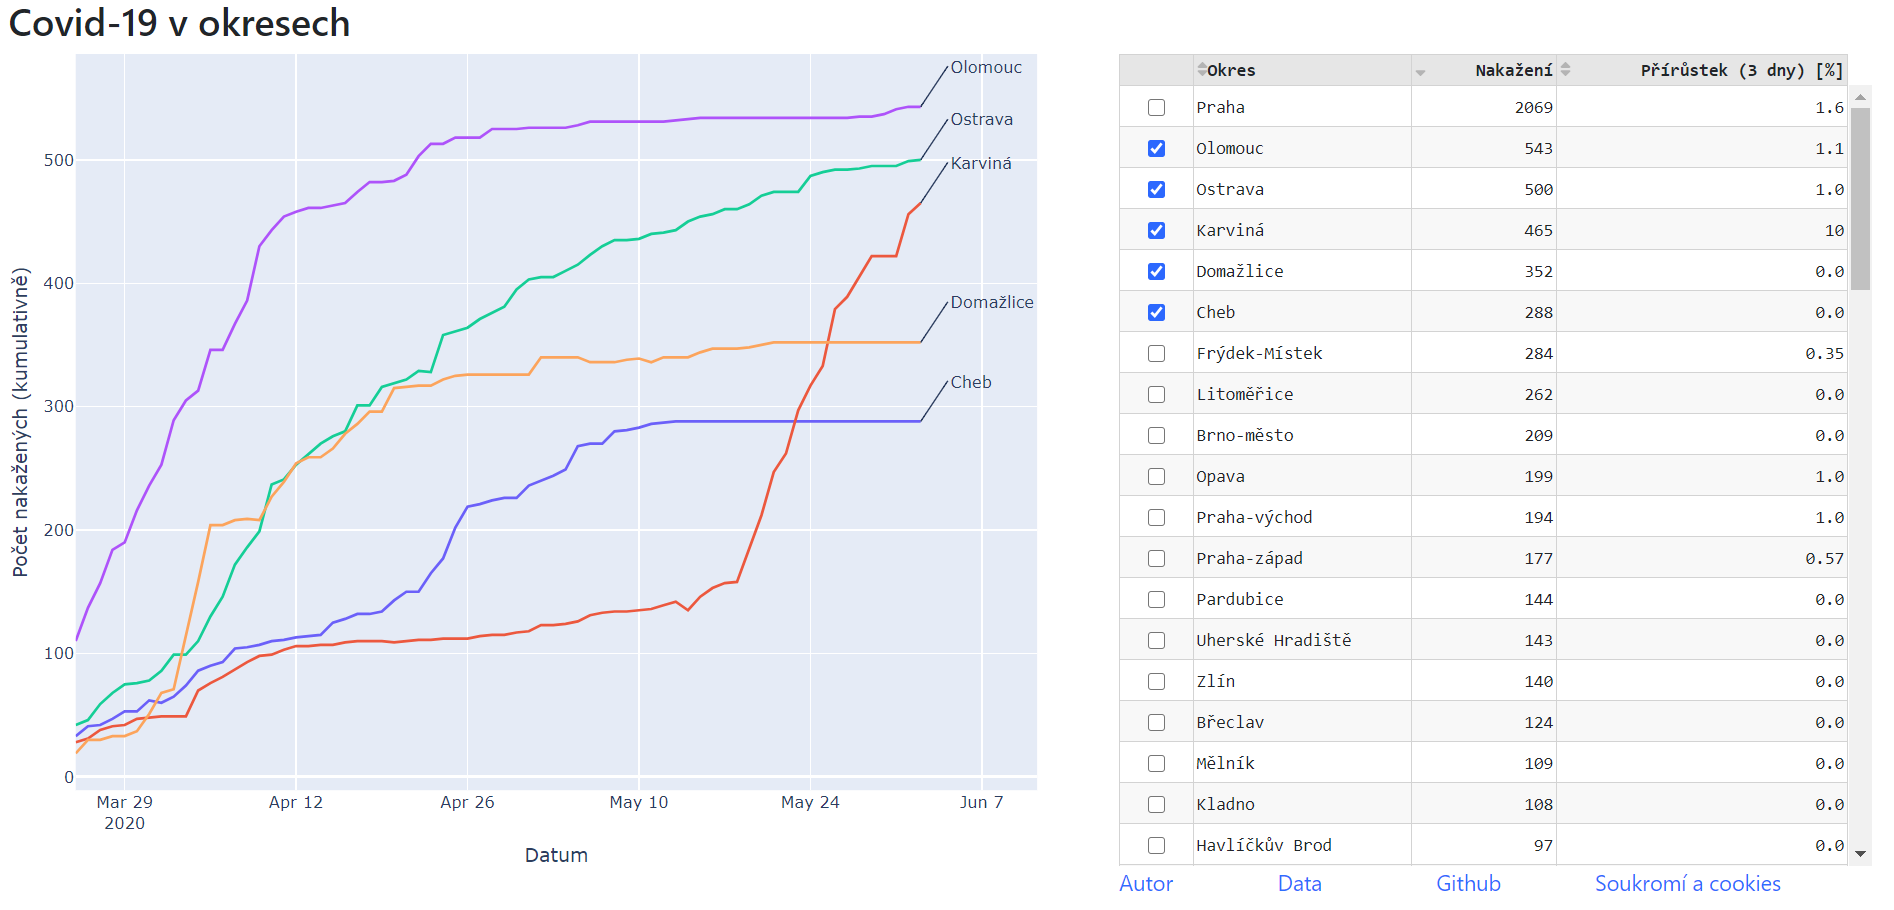 Covid-19 v okresech
Olomouc
Ostrava
Karviná
Domažlice
Cheb
500
400
300
200
100
0
Počet nakažených (kumulativně)
Mar 29
2020
Apr 12
Apr 26
May 10
May 24
Jun 7
Datum
Okres Nakažení Přírůstek (3 dny) [%]
Praha 2069 1.6
Olomouc 543 1.1
Ostrava 500 1.0
Karviná 465 10
Domažlice 352 0.0
Cheb 288 0.0
Frýdek-Místek 284 0.35
Litoměřice 262 0.0
Brno-město 209 0.0
Opava 199 1.0
Praha-východ 194 1.0
Praha-západ 177 0.57
Pardubice 144 0.0
Uherské Hradiště 143 0.0
Zlín 140 0.0
Břeclav 124 0.0
Mělník 109 0.0
Kladno 108 0.0
Havlíčkův Brod 97 0.0
Autor Data Github Soukromí a cookies